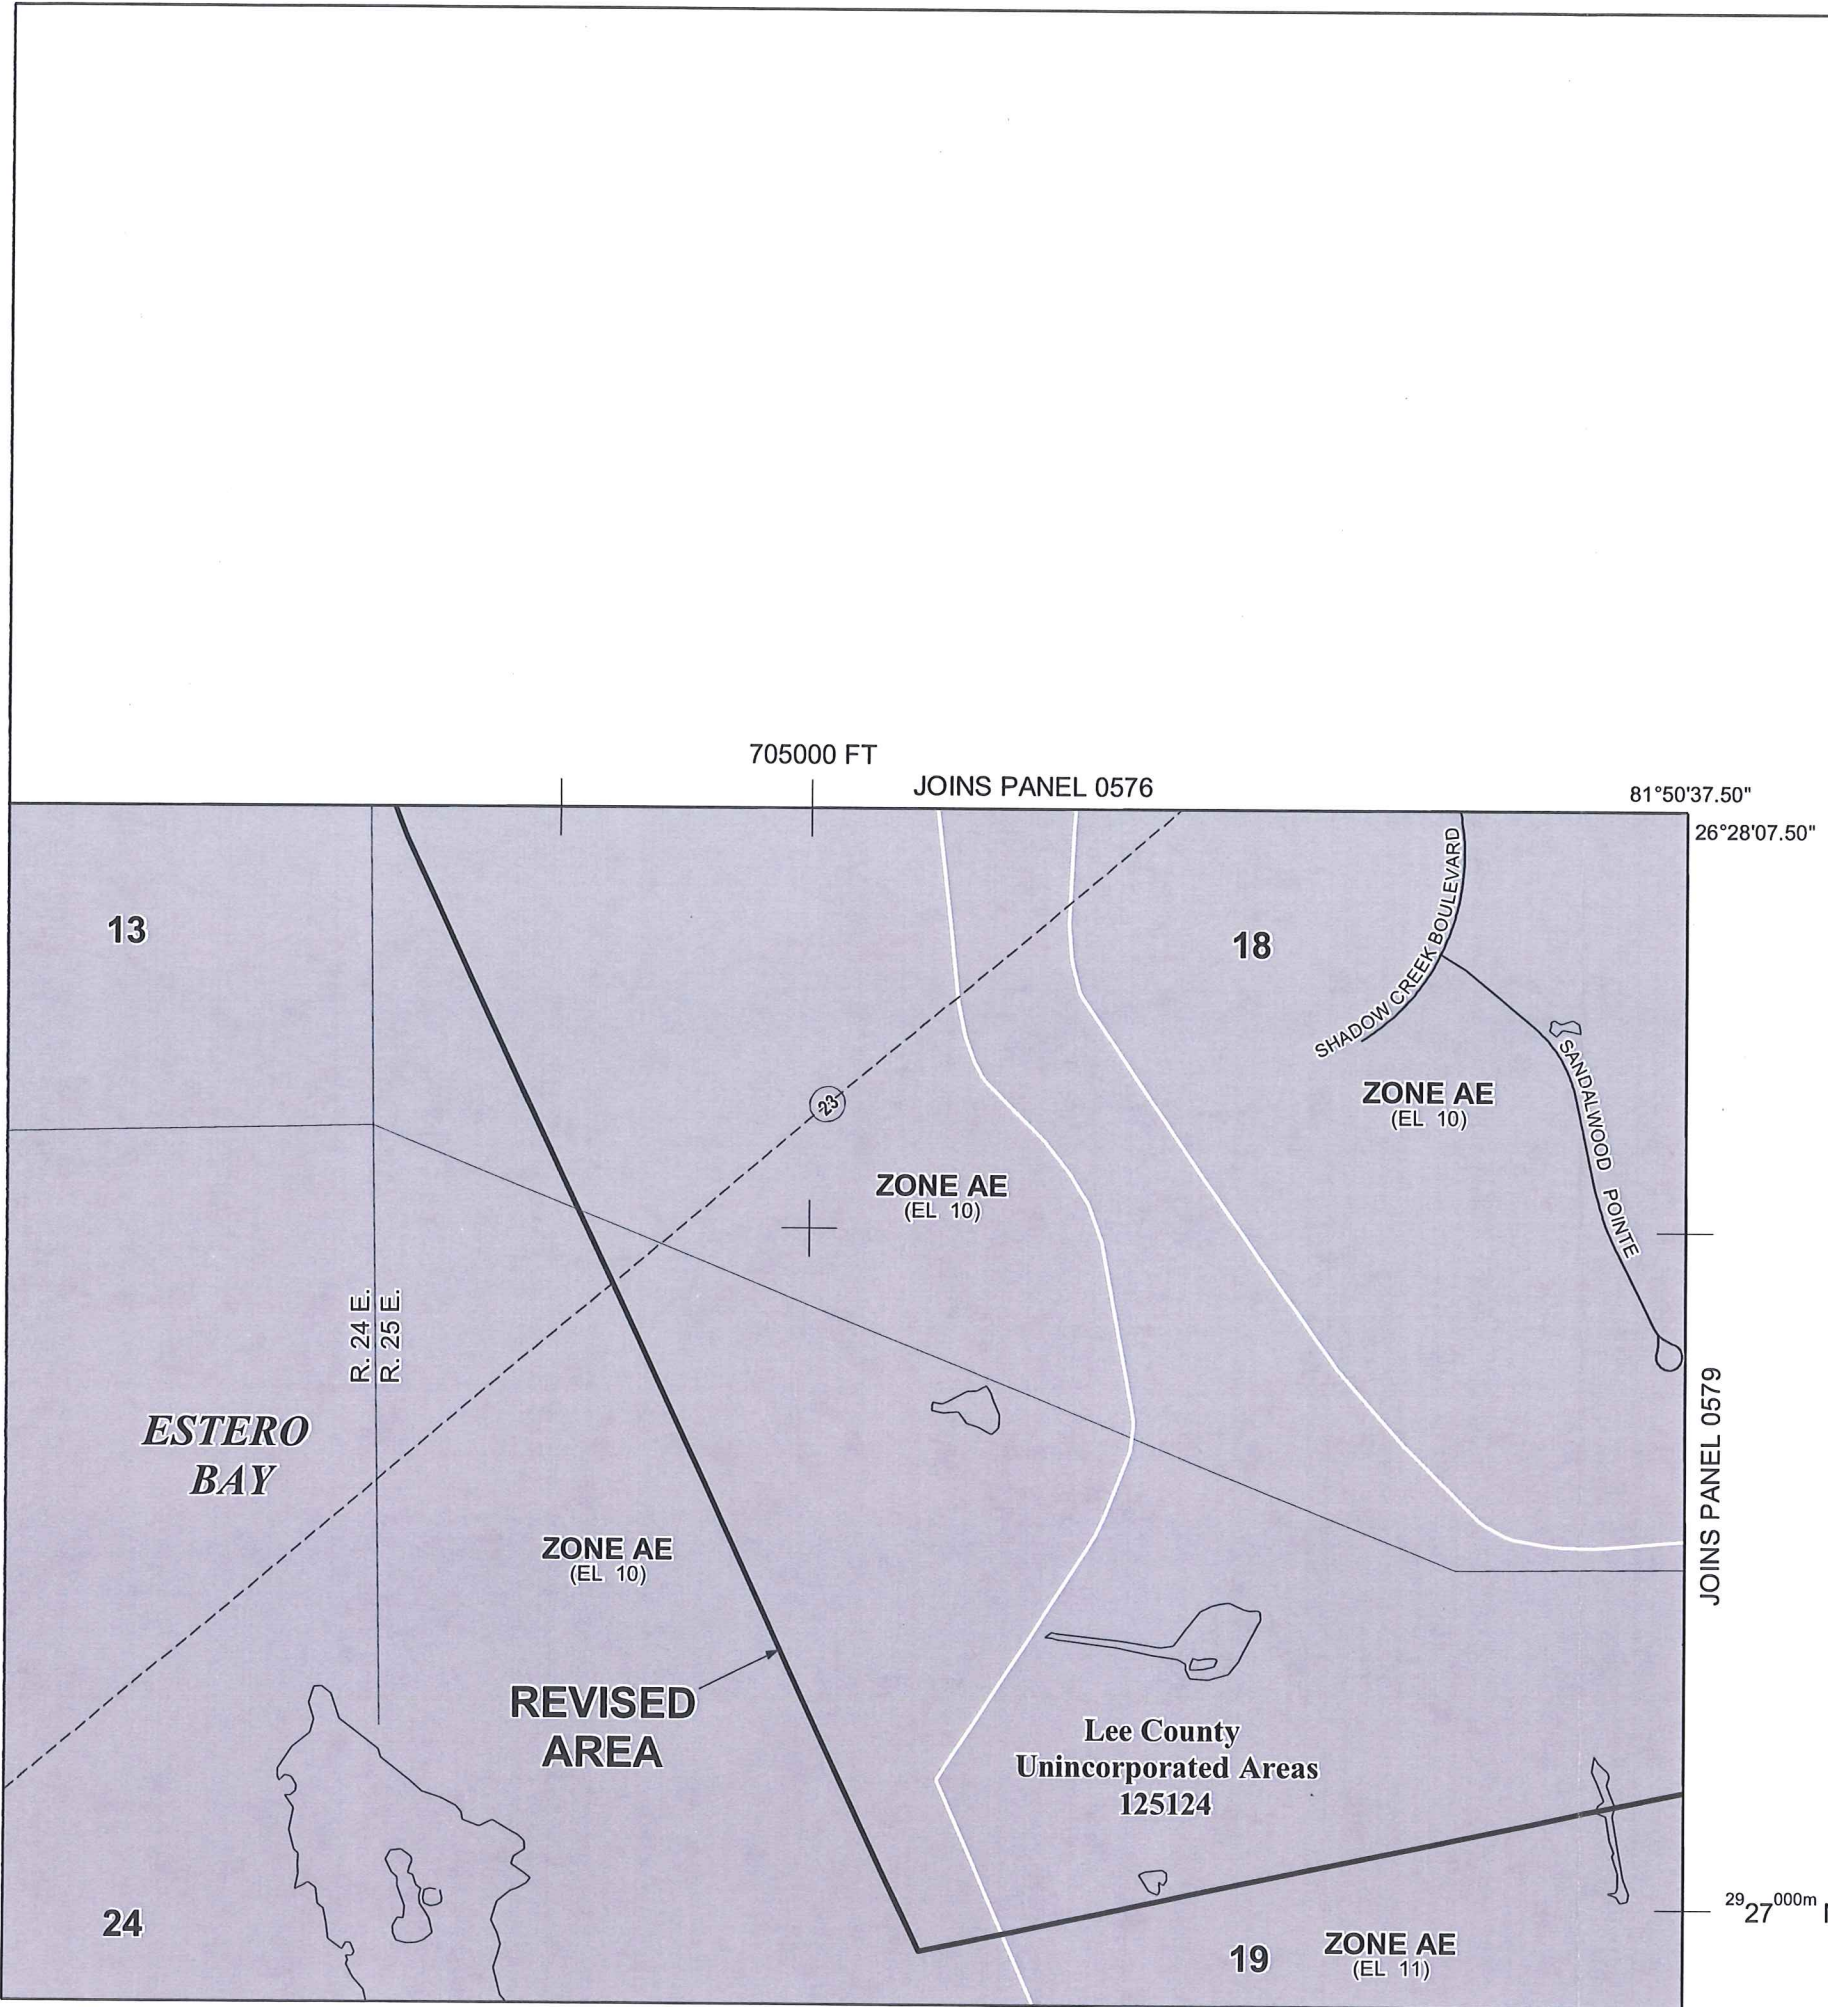 705000 FT
JOINS PANEL 0576
81°50'37.50"
26°28'07.50"
13
18
SHADOW CREEK BOULEVARD
SANDALWOOD POINTE
ZONE AE
(EL 10)
23
ZONE AE
(EL 10)
R. 24 E.
R. 25 E.
ESTERO
BAY
JOINS PANEL 0579
ZONE AE
(EL 10)
REVISED
AREA
Lee County
Unincorporated Areas
125124
2927000m
24
19
ZONE AE
(EL 11)